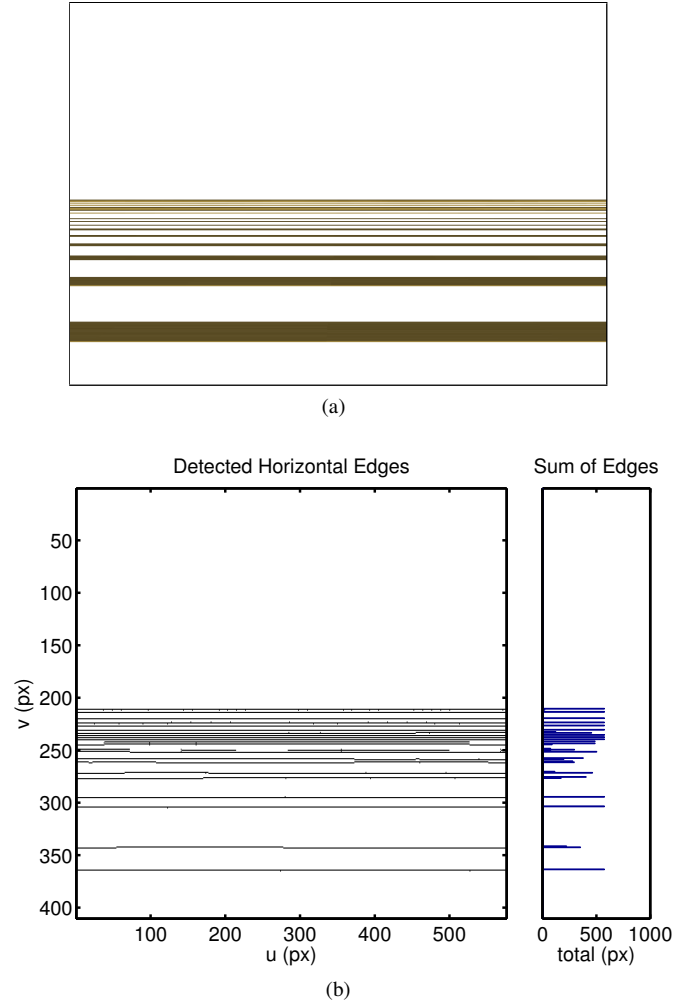 (a)
Detected Horizontal Edges
Sum of Edges
50
100
150
200
250
300
350
400
v (px)
100 200 300 400 500
u (px)
0 500 1000
total (px)
(b)